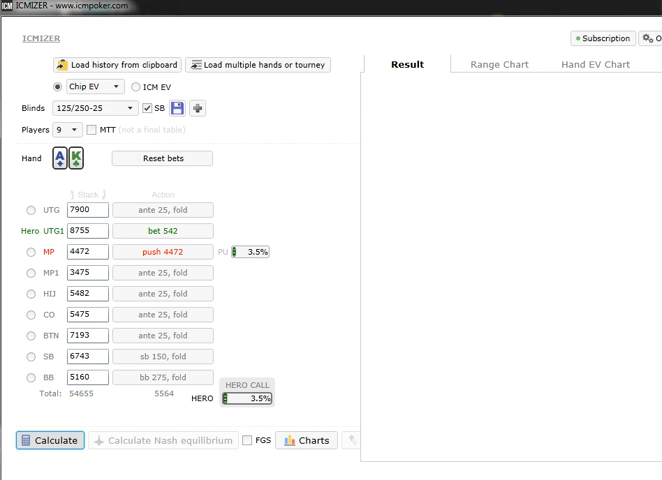 ICM ICMIZER - www.icmpoker.com
ICMIZER
Subscription O
Load history from clipboard Load multiple hands or tourney
Result Range Chart Hand EV Chart
Chip EV ICM EV
Blinds 125/250-25 SB
Players 9 MTT (not a final table)
Hand A K Reset bets
Stack Action
UTG 7900 ante 25, fold
Hero UTG1 8755 bet 542
MP 4472 push 4472 PU 3.5%
MP1 3475 ante 25, fold
HIJ 5482 ante 25, fold
CO 5475 ante 25, fold
BTN 7193 ante 25, fold
SB 6743 sb 150, fold
BB 5160 bb 275, fold
HERO CALL
Total: 54655 5564 HERO 3.5%
Calculate Calculate Nash equilibrium FGS Charts